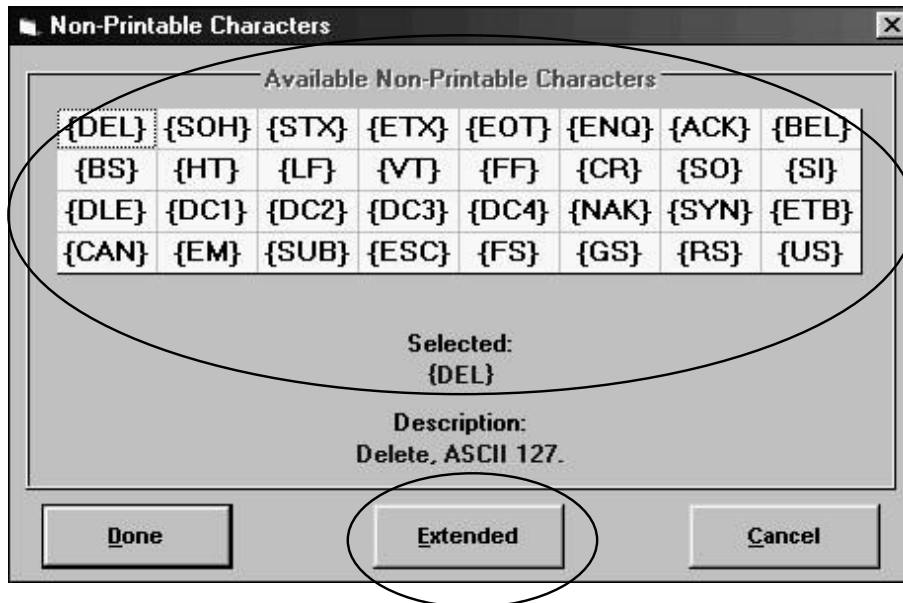 Non-Printable Characters
Available Non-Printable Characters
{DEL} {SOH} {STX} {ETX} {EOT} {ENQ} {ACK} {BEL}
{BS} {HT} {LF} {VT} {FF} {CR} {SO} {SI}
{DLE} {DC1} {DC2} {DC3} {DC4} {NAK} {SYN} {ETB}
{CAN} {EM} {SUB} {ESC} {FS} {GS} {RS} {US}
Selected:
{DEL}
Description:
Delete, ASCII 127.
Done Extended Cancel